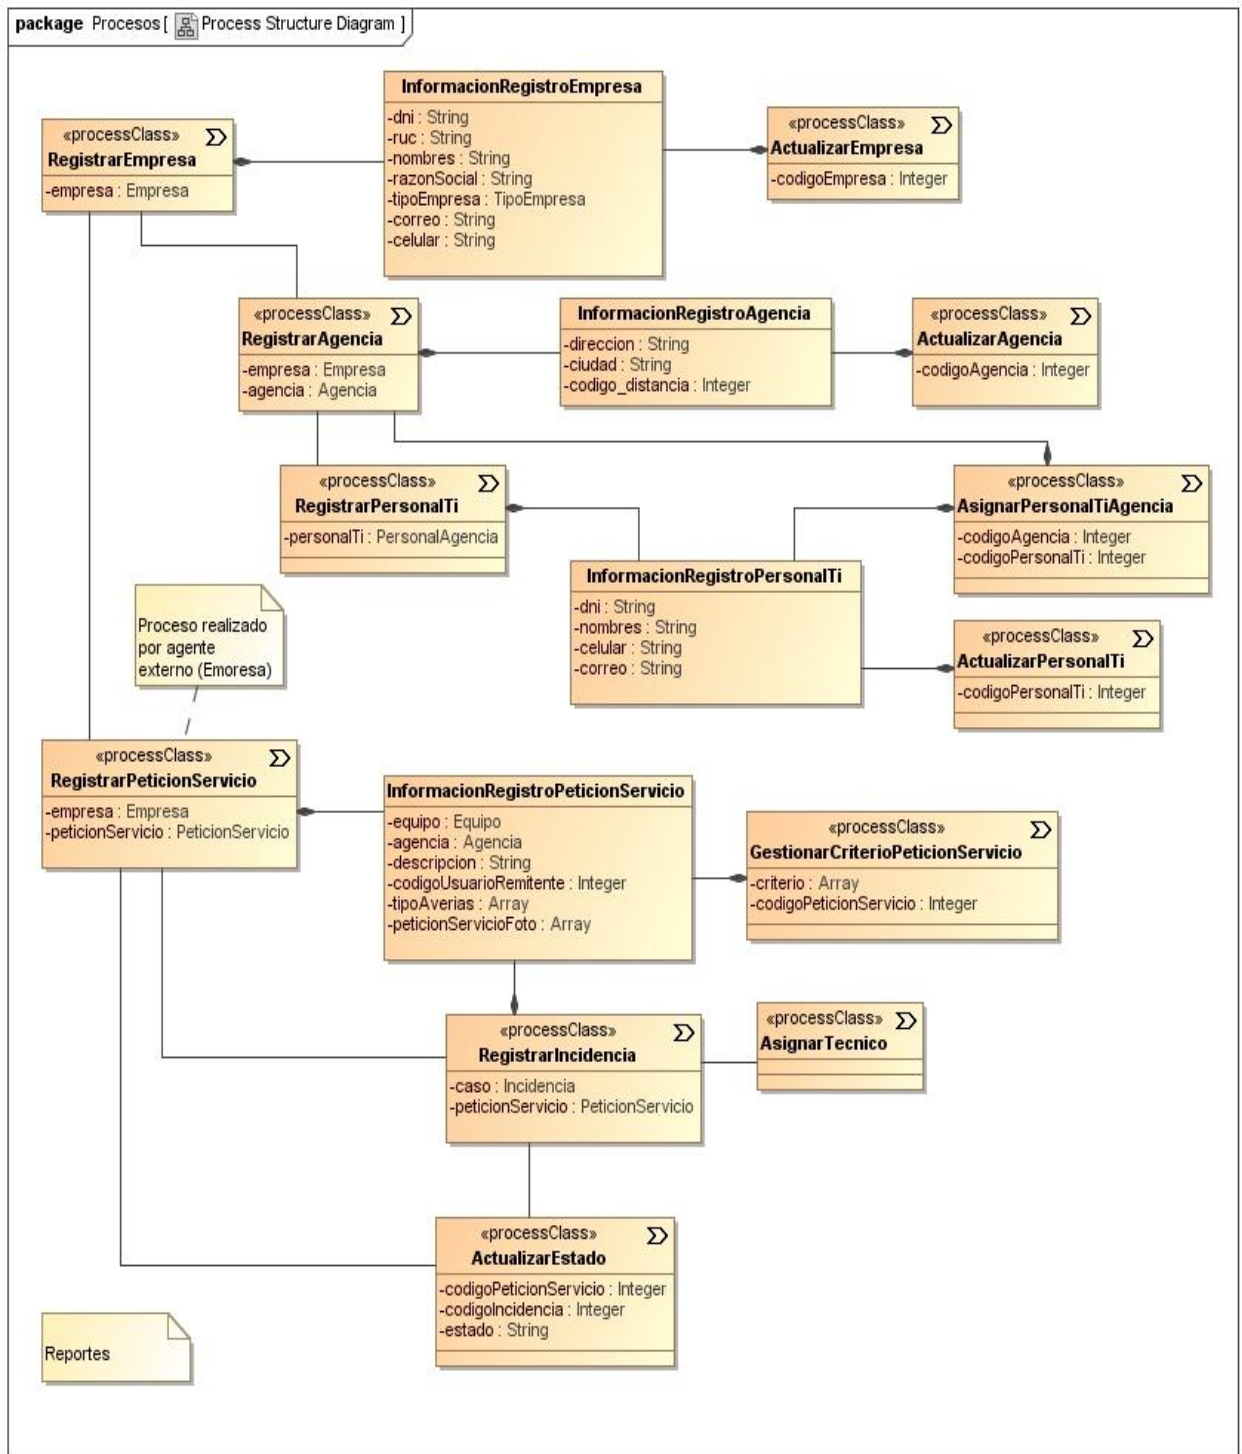 package Procesos [ Process Structure Diagram ]
InformacionRegistroEmpresa
-dni : String
-ruc : String
-nombres : String
-razonSocial : String
-tipoEmpresa : TipoEmpresa
-correo : String
-celular : String
«processClass»
RegistrarEmpresa
-empresa : Empresa
«processClass»
ActualizarEmpresa
-codigoEmpresa : Integer
«processClass»
RegistrarAgencia
-empresa : Empresa
-agencia : Agencia
InformacionRegistroAgencia
-direccion : String
-ciudad : String
-codigo_distancia : Integer
«processClass»
ActualizarAgencia
-codigoAgencia : Integer
«processClass»
RegistrarPersonalTi
-personalTi : PersonalAgencia
«processClass»
AsignarPersonalTiAgencia
-codigoAgencia : Integer
-codigoPersonalTi : Integer
InformacionRegistroPersonalTi
-dni : String
-nombres : String
-celular : String
-correo : String
Proceso realizado
por agente
externo (Emoresa)
«processClass»
ActualizarPersonalTi
-codigoPersonalTi : Integer
«processClass»
RegistrarPeticionServicio
-empresa : Empresa
-peticionServicio : PeticionServicio
InformacionRegistroPeticionServicio
-equipo : Equipo
-agencia : Agencia
-descripcion : String
-codigoUsuarioRemitente : Integer
-tipoAverias : Array
-peticionServicioFoto : Array
«processClass»
GestionarCriterioPeticionServicio
-criterio : Array
-codigoPeticionServicio : Integer
«processClass»
RegistrarIncidencia
-caso : Incidencia
-peticionServicio : PeticionServicio
«processClass»
AsignarTecnico
«processClass»
ActualizarEstado
-codigoPeticionServicio : Integer
-codigoIncidencia : Integer
-estado : String
Reportes